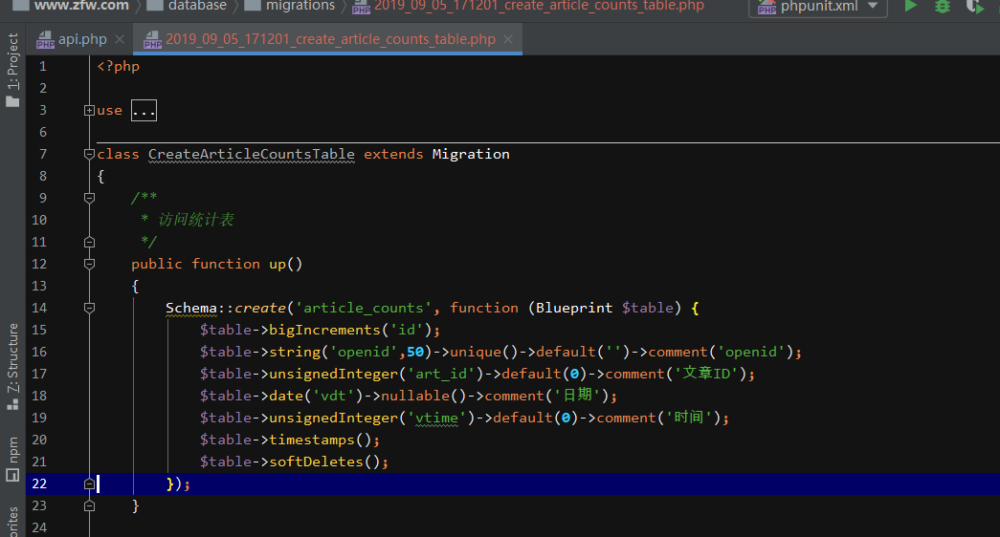 www.zfw.com database migrations 2019_09_05_171201_create_article_counts_table.php phpunit.xml
api.php 2019_09_05_171201_create_article_counts_table.php
1: Project
Z: Structure
npm
1 <?php
2
3 use ...
6
7 class CreateArticleCountsTable extends Migration
8 {
9 /**
10 * 访问统计表
11 */
12 public function up()
13 {
14 Schema::create('article_counts', function (Blueprint $table) {
15 $table->bigIncrements('id');
16 $table->string('openid',50)->unique()->default('')->comment('openid');
17 $table->unsignedInteger('art_id')->default(0)->comment('文章ID');
18 $table->date('vdt')->nullable()->comment('日期');
19 $table->unsignedInteger('vtime')->default(0)->comment('时间');
20 $table->timestamps();
21 $table->softDeletes();
22 });
23 }
24